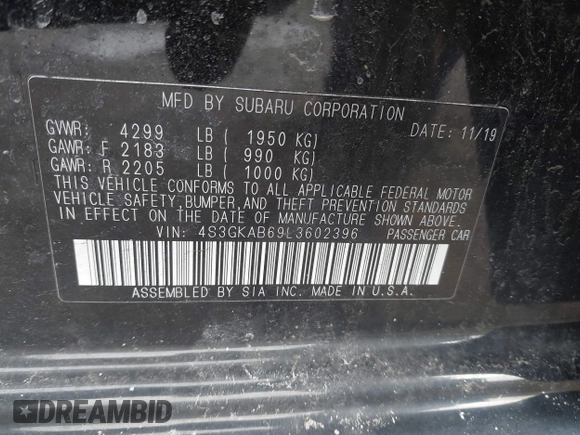 MFD BY SUBARU CORPORATION
GVWR: 4299 LB ( 1950 KG) DATE: 11/19
GAWR: F 2183 LB ( 990 KG)
GAWR: R 2205 LB ( 1000 KG)
THIS VEHICLE CONFORMS TO ALL APPLICABLE FEDERAL MOTOR
VEHICLE SAFETY, BUMPER, AND THEFT PREVENTION STANDARDS
IN EFFECT ON THE DATE OF MANUFACTURE SHOWN ABOVE.
VIN: 4S3GKAB69L3602396 PASSENGER CAR
ASSEMBLED BY SIA INC. MADE IN U.S.A.
DREAMBID